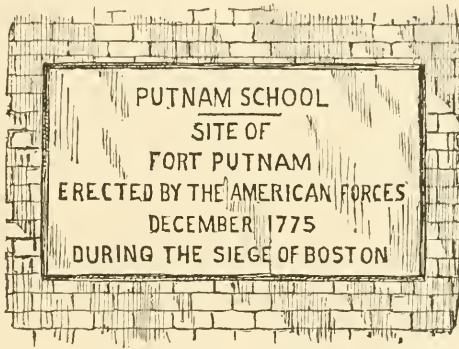 PUTNAM SCHOOL
SITE OF
FORT PUTNAM
ERECTED BY THE AMERICAN FORCES
DECEMBER 1775
DURING THE SIEGE OF BOSTON